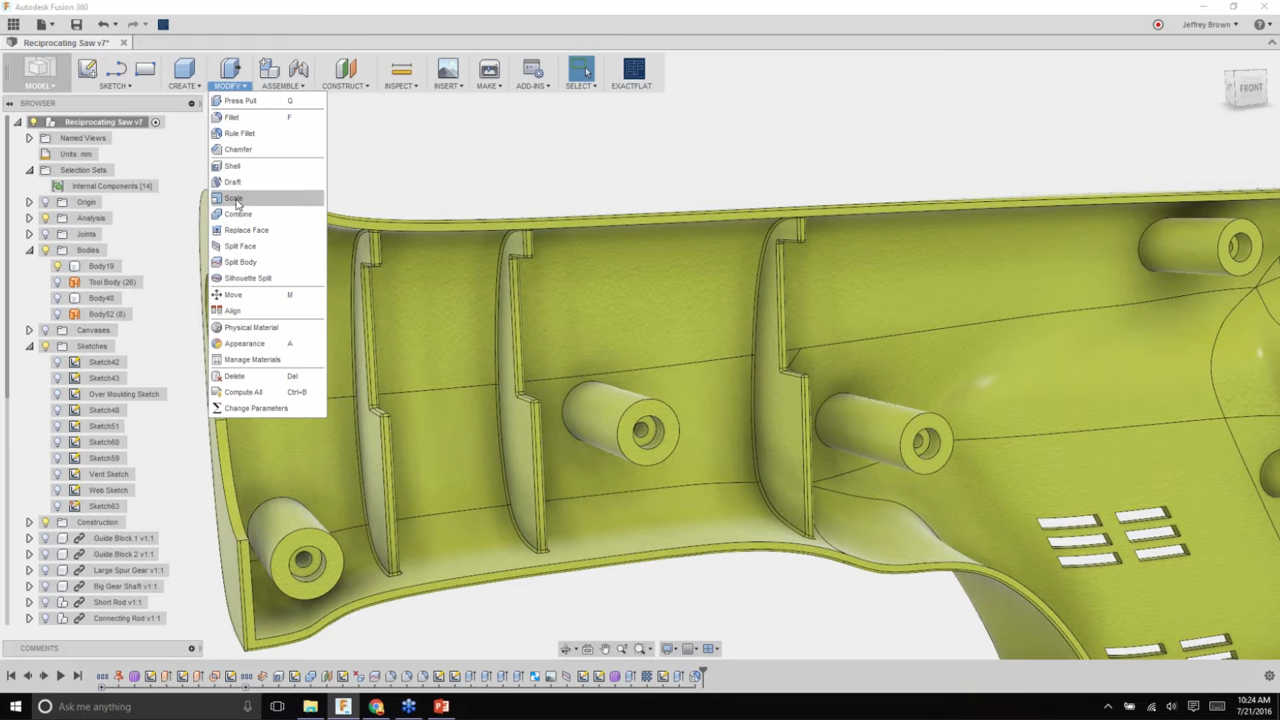 Autodesk Fusion 360
Jeffrey Brown
Reciprocating Saw v7*
MODEL
SKETCH
CREATE
MODIFY
ASSEMBLE
CONSTRUCT
INSPECT
INSERT
MAKE
ADD-INS
SELECT
EXACTFLAT
BROWSER
Reciprocating Saw v7
Named Views
Units: mm
Selection Sets
Internal Components [14]
Origin
Analysis
Joints
Bodies
Body19
Tool Body (26)
Body40
Body52 (8)
Canvases
Sketches
Sketch42
Sketch43
Over Moulding Sketch
Sketch48
Sketch51
Sketch60
Sketch59
Vent Sketch
Web Sketch
Sketch63
Construction
Guide Block 1 v1:1
Guide Block 2 v1:1
Large Spur Gear v1:1
Big Gear Shaft v1:1
Short Rod v1:1
Connecting Rod v1:1
COMMENTS
Press Pull Q
Fillet F
Rule Fillet
Chamfer
Shell
Draft
Scale
Combine
Replace Face
Split Face
Split Body
Silhouette Split
Move M
Align
Physical Material
Appearance A
Manage Materials
Delete Del
Compute All Ctrl+B
Change Parameters
FRONT
Ask me anything
10:24 AM
7/21/2016